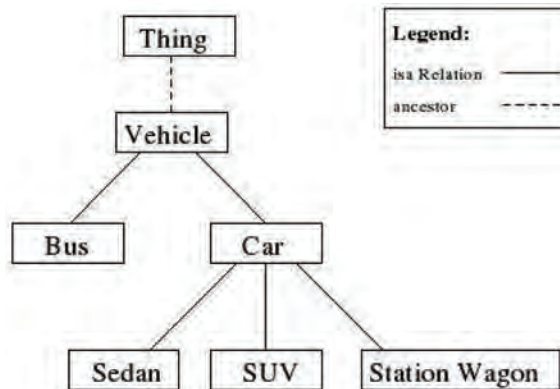 Thing
Legend:
isa Relation
ancestor
Vehicle
Bus
Car
Sedan
SUV
Station Wagon